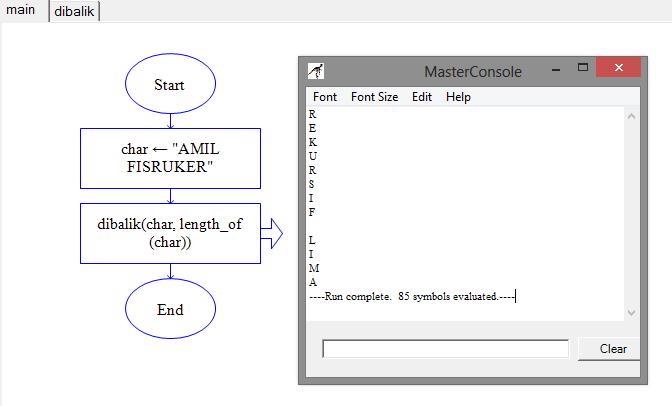 main
dibalik
Start
char ← "AMIL
FISRUKER"
dibalik(char, length_of
(char))
End
MasterConsole
Font Font Size Edit Help
R
E
K
U
R
S
I
F
L
I
M
A
----Run complete.  85 symbols evaluated.----
Clear